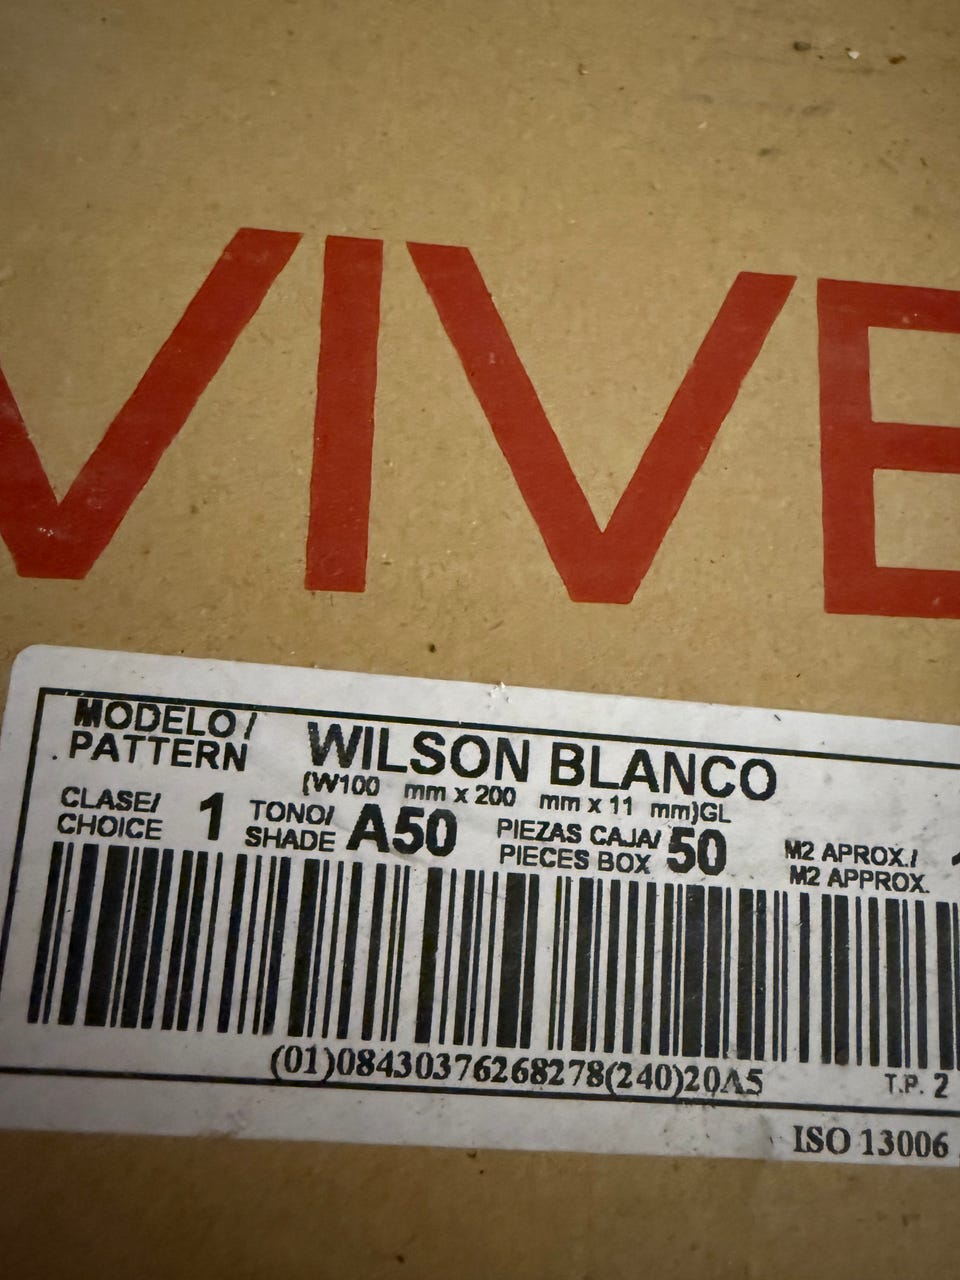 VIVE
MODELO/
PATTERN
WILSON BLANCO
(W100 mm x 200 mm x 11 mm)GL
CLASE/
CHOICE 1
TONO/
SHADE A50
PIEZAS CAJA/
PIECES BOX 50
M2 APROX./
M2 APPROX.
(01)08430376268278(240)20A5
T.P. 2
ISO 13006